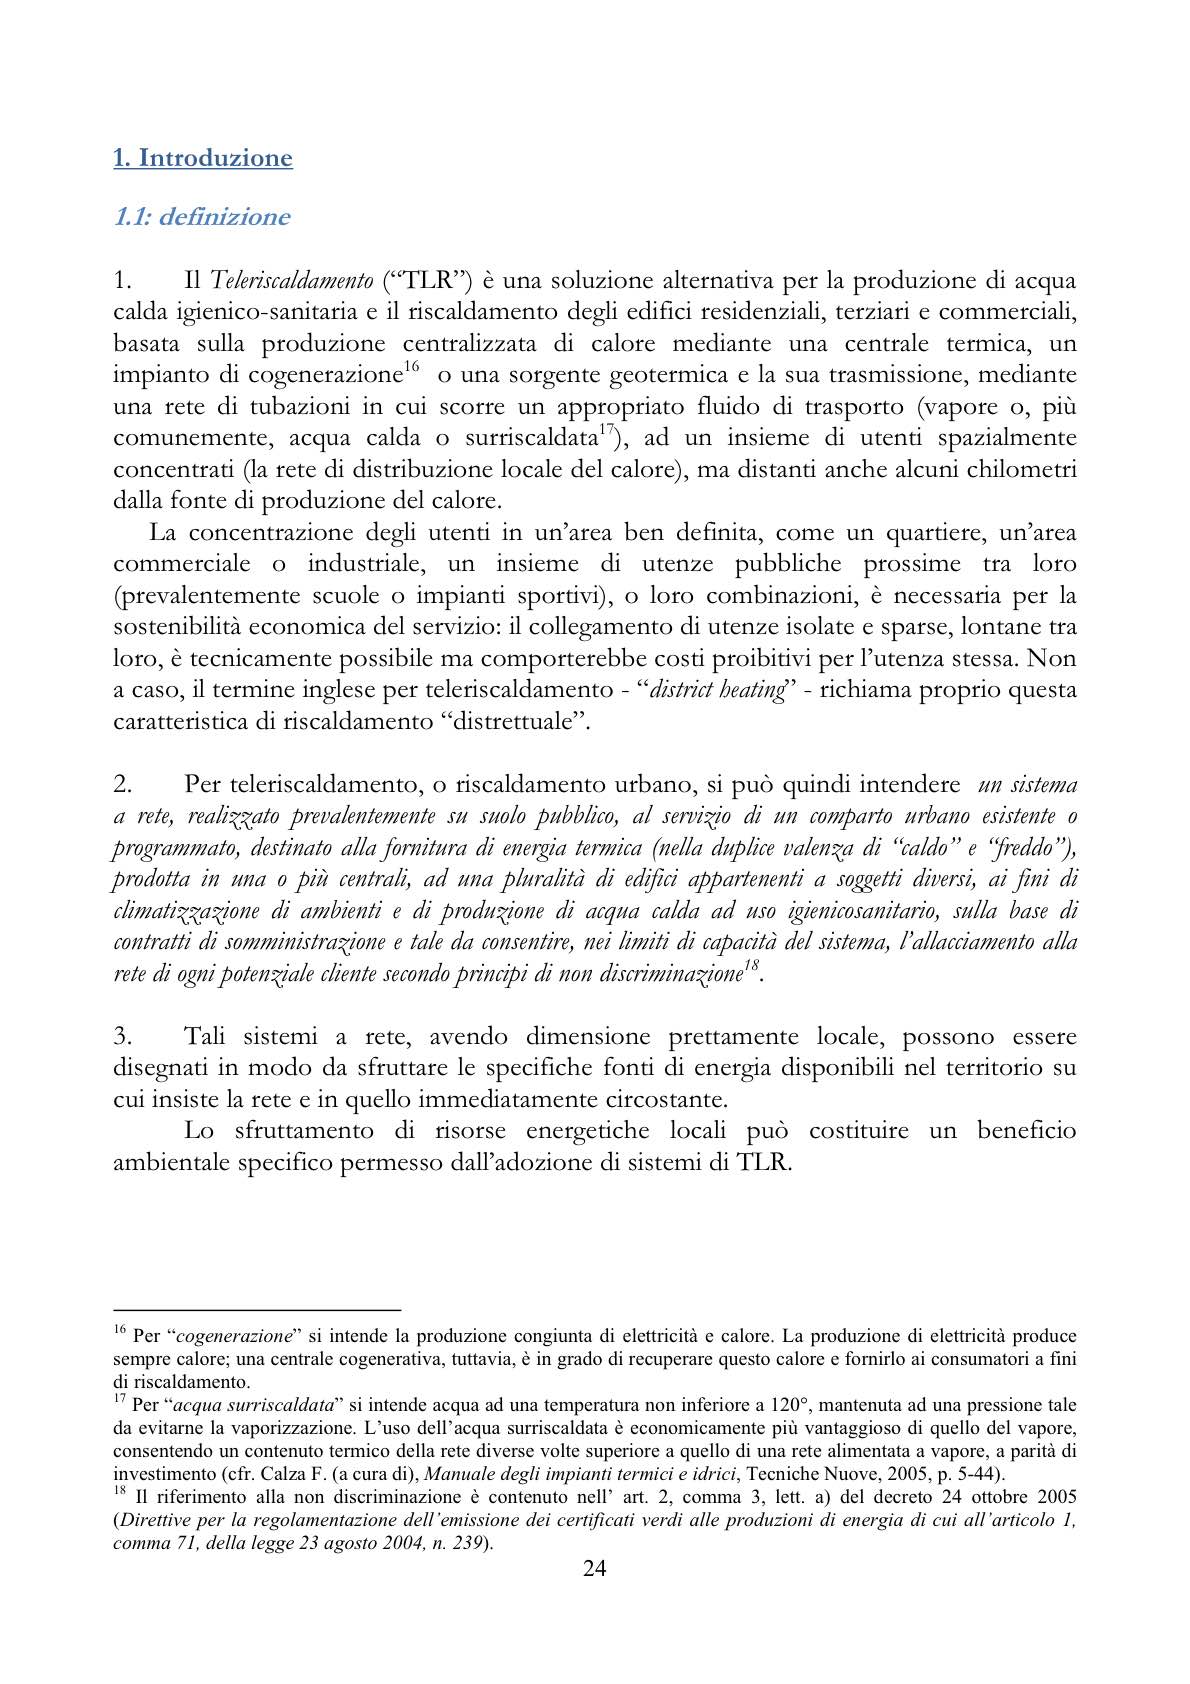 1. Introduzione
1.1: definizione
1. Il Teleriscaldamento (“TLR”) è una soluzione alternativa per la produzione di acqua
calda igienico-sanitaria e il riscaldamento degli edifici residenziali, terziari e commerciali,
basata sulla produzione centralizzata di calore mediante una centrale termica, un
impianto di cogenerazione16 o una sorgente geotermica e la sua trasmissione, mediante
una rete di tubazioni in cui scorre un appropriato fluido di trasporto (vapore o, più
comunemente, acqua calda o surriscaldata17), ad un insieme di utenti spazialmente
concentrati (la rete di distribuzione locale del calore), ma distanti anche alcuni chilometri
dalla fonte di produzione del calore.
La concentrazione degli utenti in un’area ben definita, come un quartiere, un’area
commerciale o industriale, un insieme di utenze pubbliche prossime tra loro
(prevalentemente scuole o impianti sportivi), o loro combinazioni, è necessaria per la
sostenibilità economica del servizio: il collegamento di utenze isolate e sparse, lontane tra
loro, è tecnicamente possibile ma comporterebbe costi proibitivi per l’utenza stessa. Non
a caso, il termine inglese per teleriscaldamento - “district heating” - richiama proprio questa
caratteristica di riscaldamento “distrettuale”.
2. Per teleriscaldamento, o riscaldamento urbano, si può quindi intendere un sistema
a rete, realizzato prevalentemente su suolo pubblico, al servizio di un comparto urbano esistente o
programmato, destinato alla fornitura di energia termica (nella duplice valenza di “caldo” e “freddo”),
prodotta in una o più centrali, ad una pluralità di edifici appartenenti a soggetti diversi, ai fini di
climatizzazione di ambienti e di produzione di acqua calda ad uso igienicosanitario, sulla base di
contratti di somministrazione e tale da consentire, nei limiti di capacità del sistema, l’allacciamento alla
rete di ogni potenziale cliente secondo principi di non discriminazione18.
3. Tali sistemi a rete, avendo dimensione prettamente locale, possono essere
disegnati in modo da sfruttare le specifiche fonti di energia disponibili nel territorio su
cui insiste la rete e in quello immediatamente circostante.
Lo sfruttamento di risorse energetiche locali può costituire un beneficio
ambientale specifico permesso dall’adozione di sistemi di TLR.
16 Per “cogenerazione” si intende la produzione congiunta di elettricità e calore. La produzione di elettricità produce
sempre calore; una centrale cogenerativa, tuttavia, è in grado di recuperare questo calore e fornirlo ai consumatori a fini
di riscaldamento.
17 Per “acqua surriscaldata” si intende acqua ad una temperatura non inferiore a 120°, mantenuta ad una pressione tale
da evitarne la vaporizzazione. L’uso dell’acqua surriscaldata è economicamente più vantaggioso di quello del vapore,
consentendo un contenuto termico della rete diverse volte superiore a quello di una rete alimentata a vapore, a parità di
investimento (cfr. Calza F. (a cura di), Manuale degli impianti termici e idrici, Tecniche Nuove, 2005, p. 5-44).
18 Il riferimento alla non discriminazione è contenuto nell’ art. 2, comma 3, lett. a) del decreto 24 ottobre 2005
(Direttive per la regolamentazione dell’emissione dei certificati verdi alle produzioni di energia di cui all’articolo 1,
comma 71, della legge 23 agosto 2004, n. 239).
24